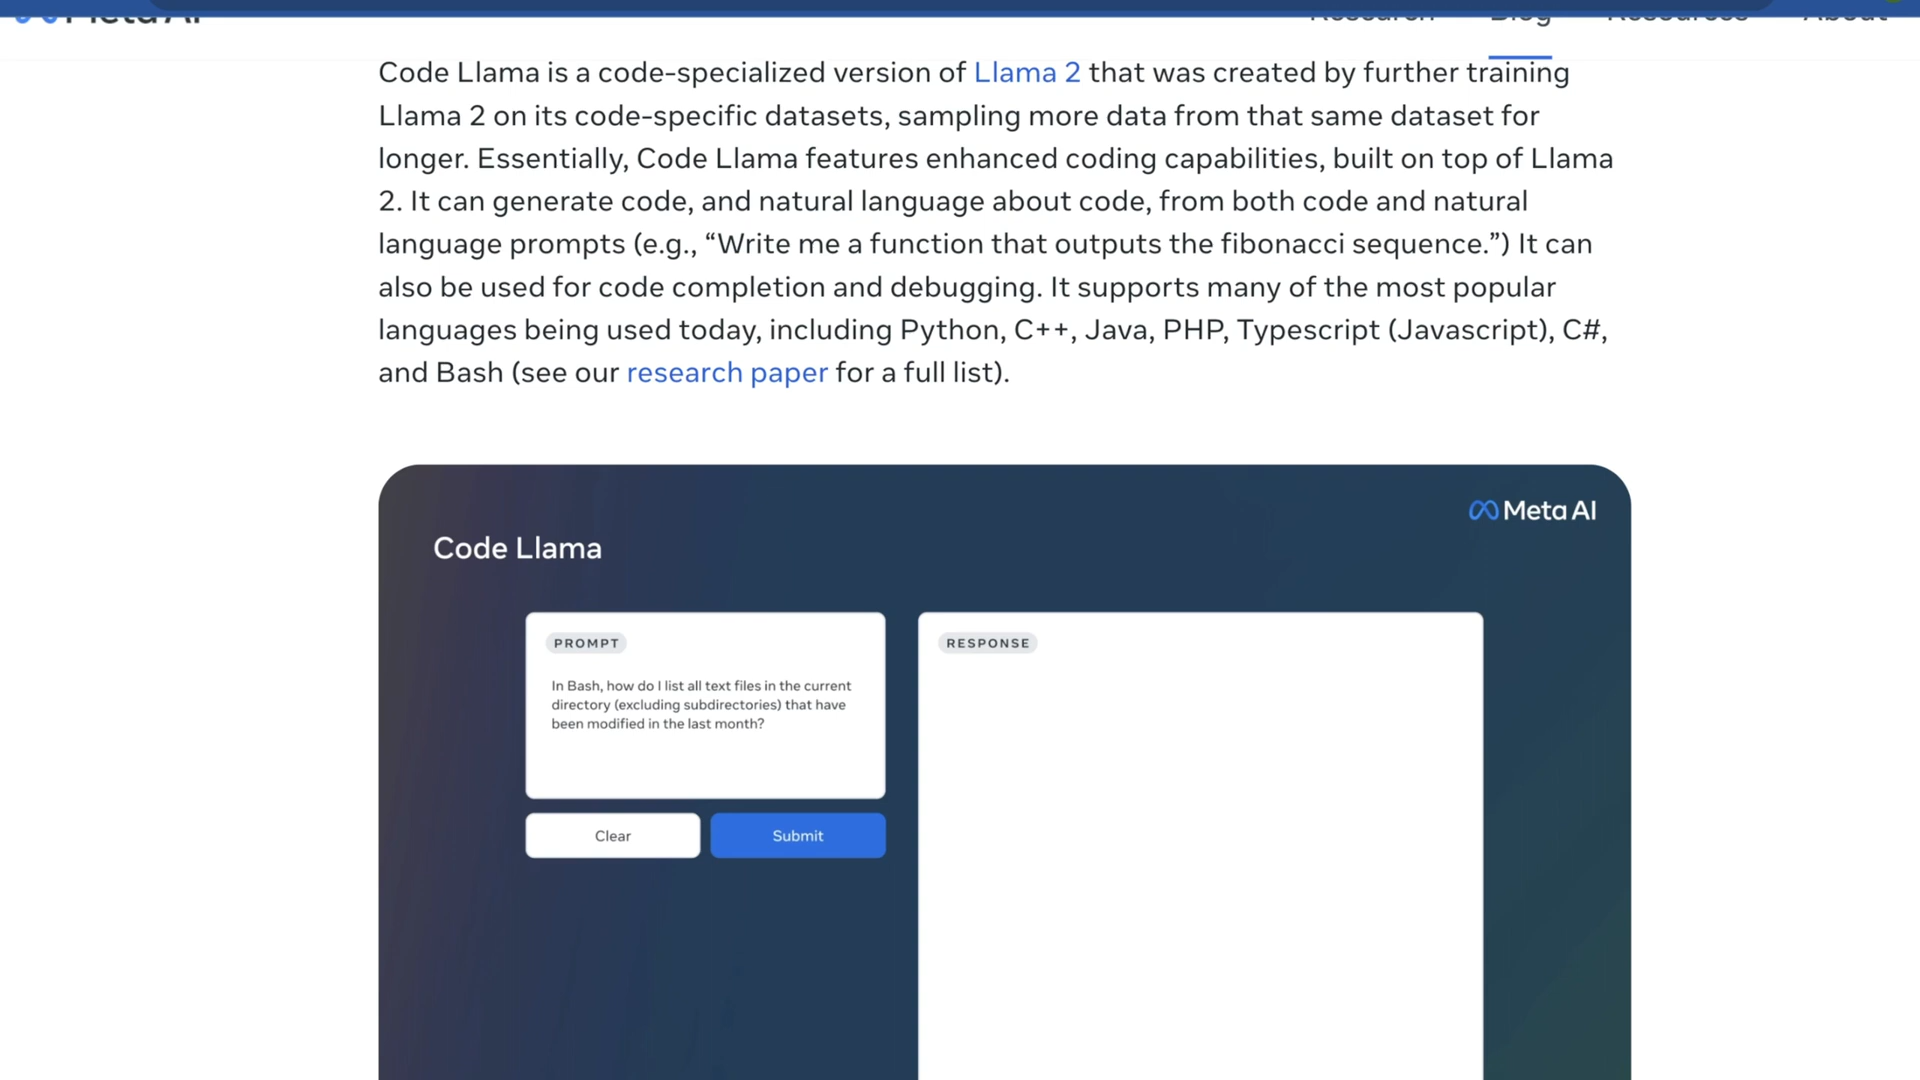 Meta AI
Research Blog Resources About
Code Llama is a code-specialized version of Llama 2 that was created by further training
Llama 2 on its code-specific datasets, sampling more data from that same dataset for
longer. Essentially, Code Llama features enhanced coding capabilities, built on top of Llama
2. It can generate code, and natural language about code, from both code and natural
language prompts (e.g., “Write me a function that outputs the fibonacci sequence.”) It can
also be used for code completion and debugging. It supports many of the most popular
languages being used today, including Python, C++, Java, PHP, Typescript (Javascript), C#,
and Bash (see our research paper for a full list).
Meta AI
Code Llama
PROMPT
In Bash, how do I list all text files in the current
directory (excluding subdirectories) that have
been modified in the last month?
Clear
Submit
RESPONSE